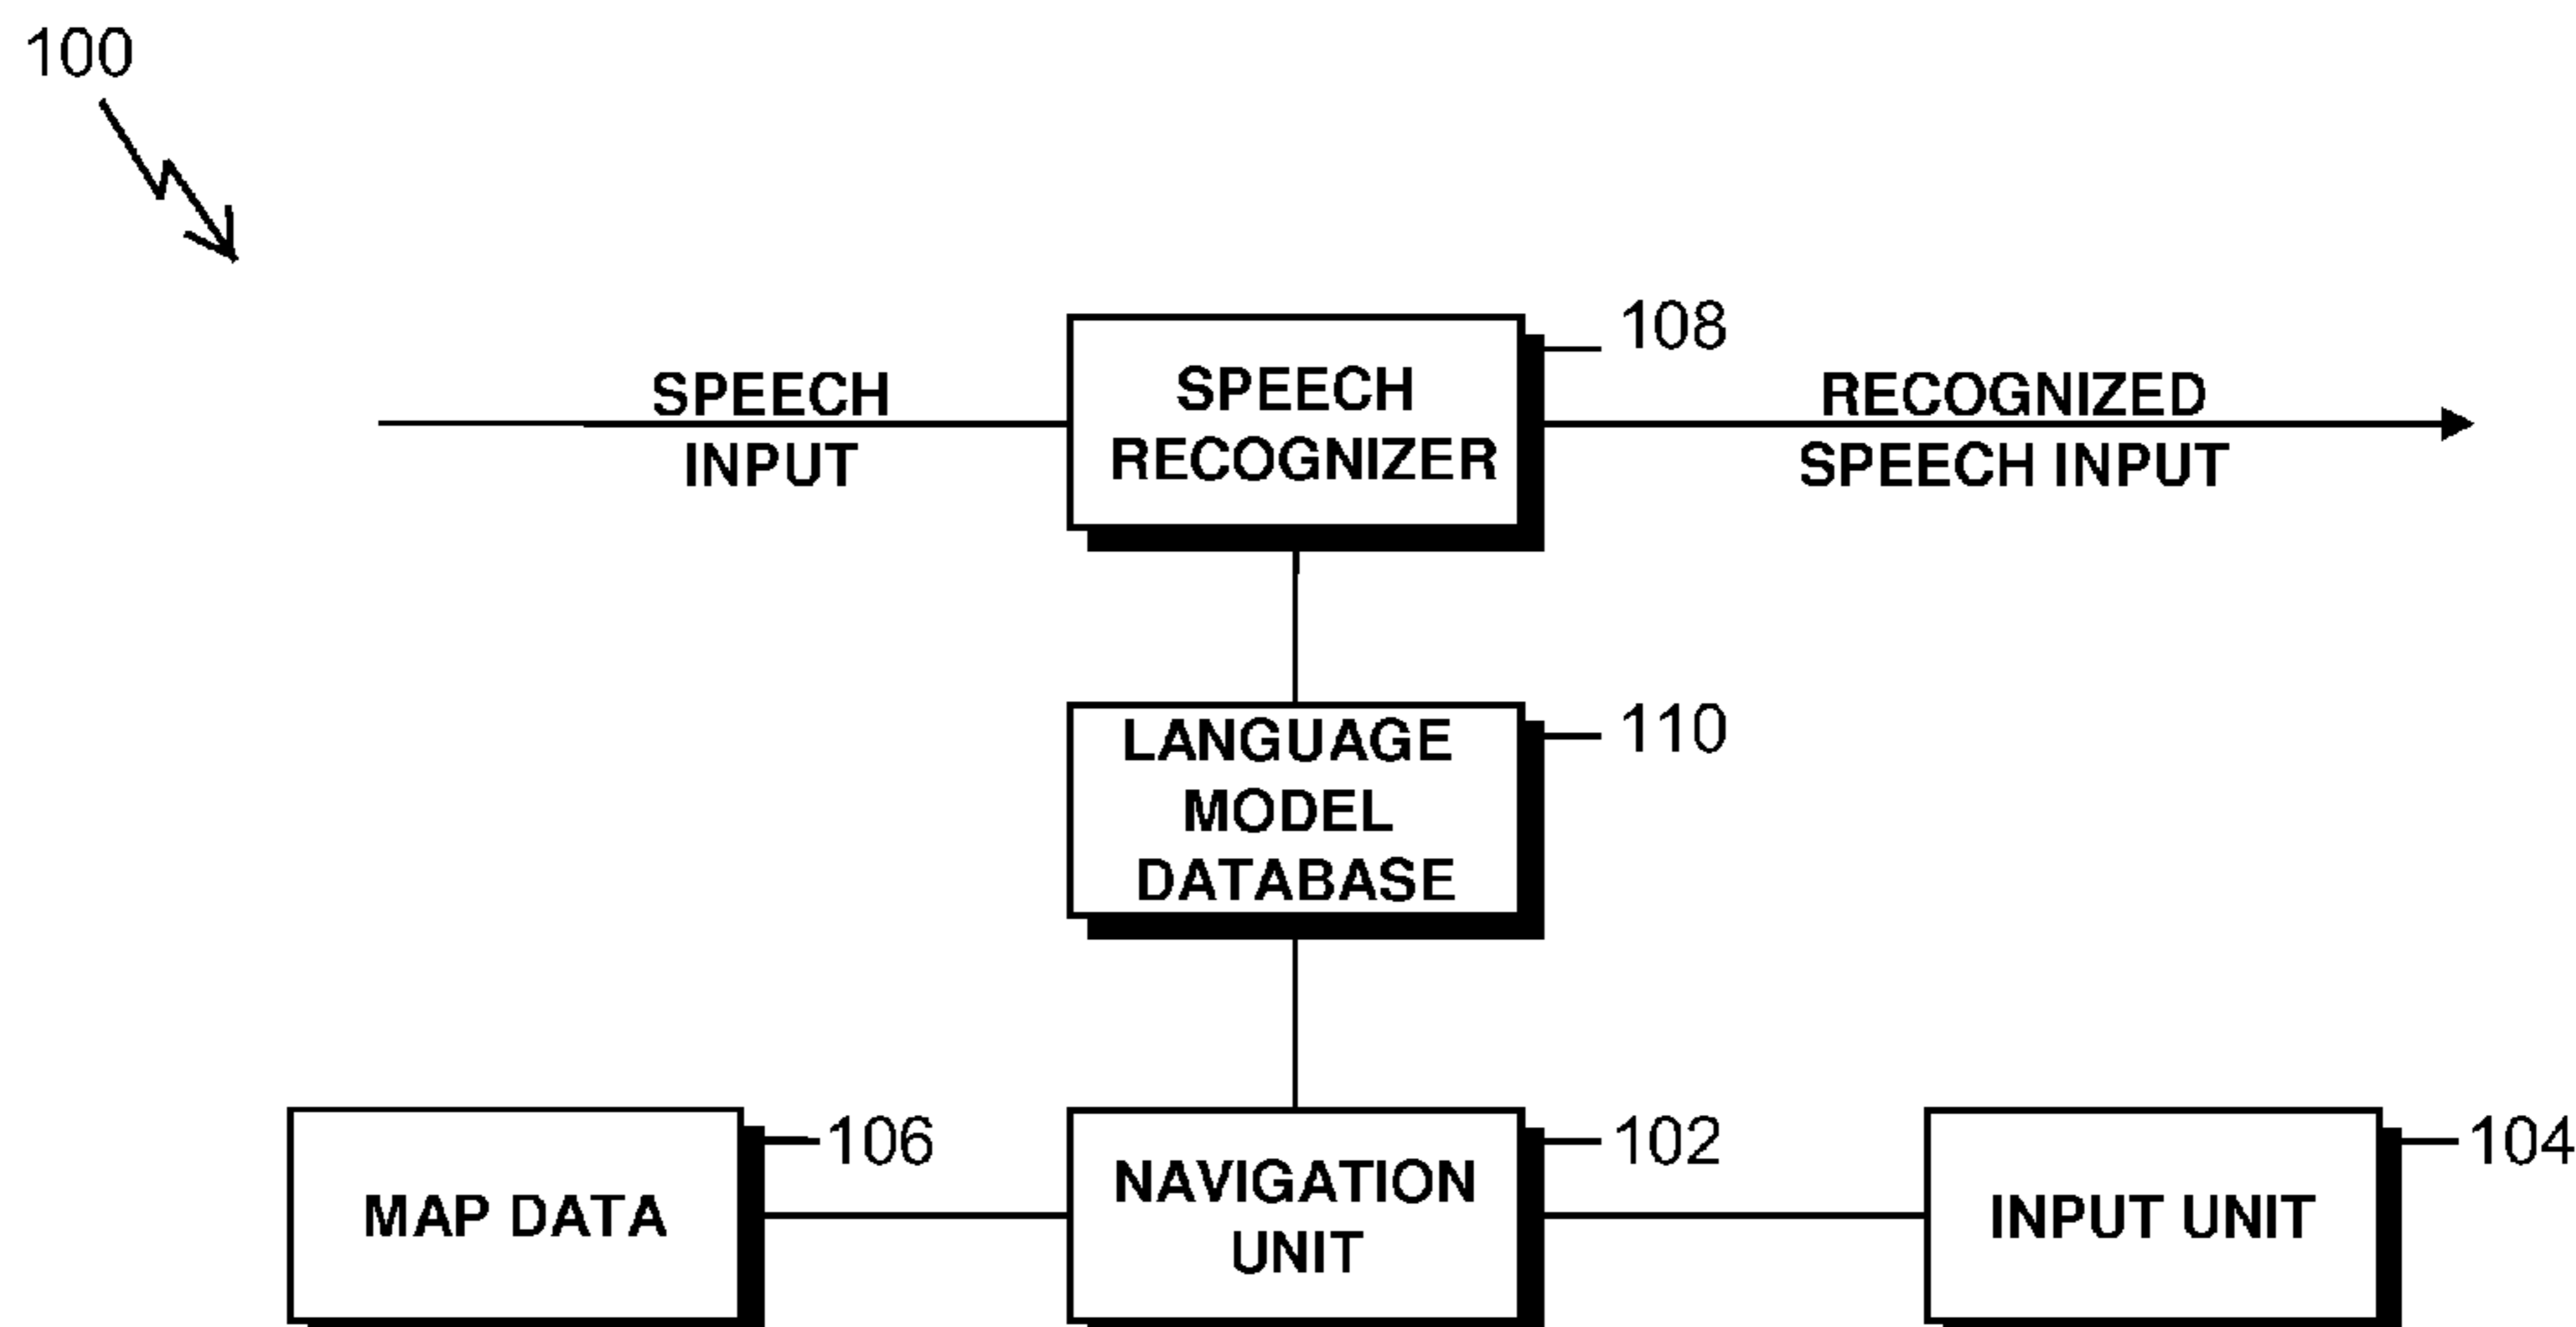 100
108
SPEECH
INPUT
SPEECH
RECOGNIZER
RECOGNIZED
SPEECH INPUT
110
LANGUAGE
MODEL
DATABASE
106
102
104
MAP DATA
NAVIGATION
UNIT
INPUT UNIT